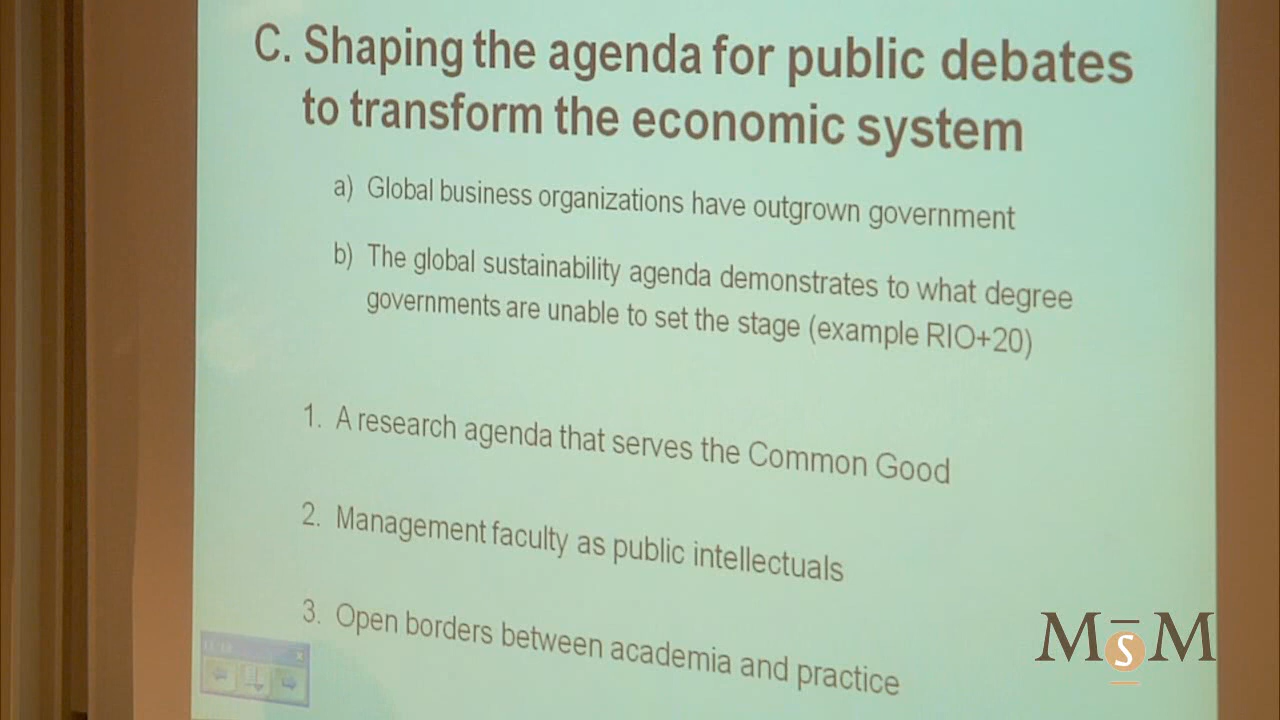 C. Shaping the agenda for public debates
to transform the economic system
a) Global business organizations have outgrown government
b) The global sustainability agenda demonstrates to what degree
governments are unable to set the stage (example RIO+20)
1. A research agenda that serves the Common Good
2. Management faculty as public intellectuals
3. Open borders between academia and practice
MSM